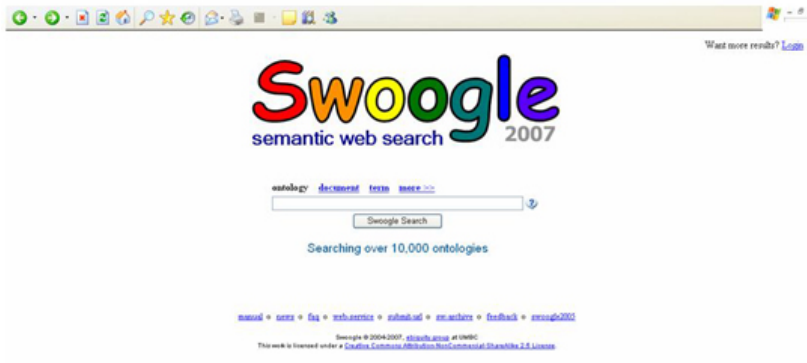 Want more results? Login
Swoogle
semantic web search 2007
ontology document term more >>
Swoogle Search
Searching over 10,000 ontologies
manual news faq web-service submit url sw archive feedback swoogle2005
Swoogle © 2004-2007, ebiquity group at UMBC
This work is licensed under a Creative Commons Attribution-NonCommercial-ShareAlike 2.5 License.